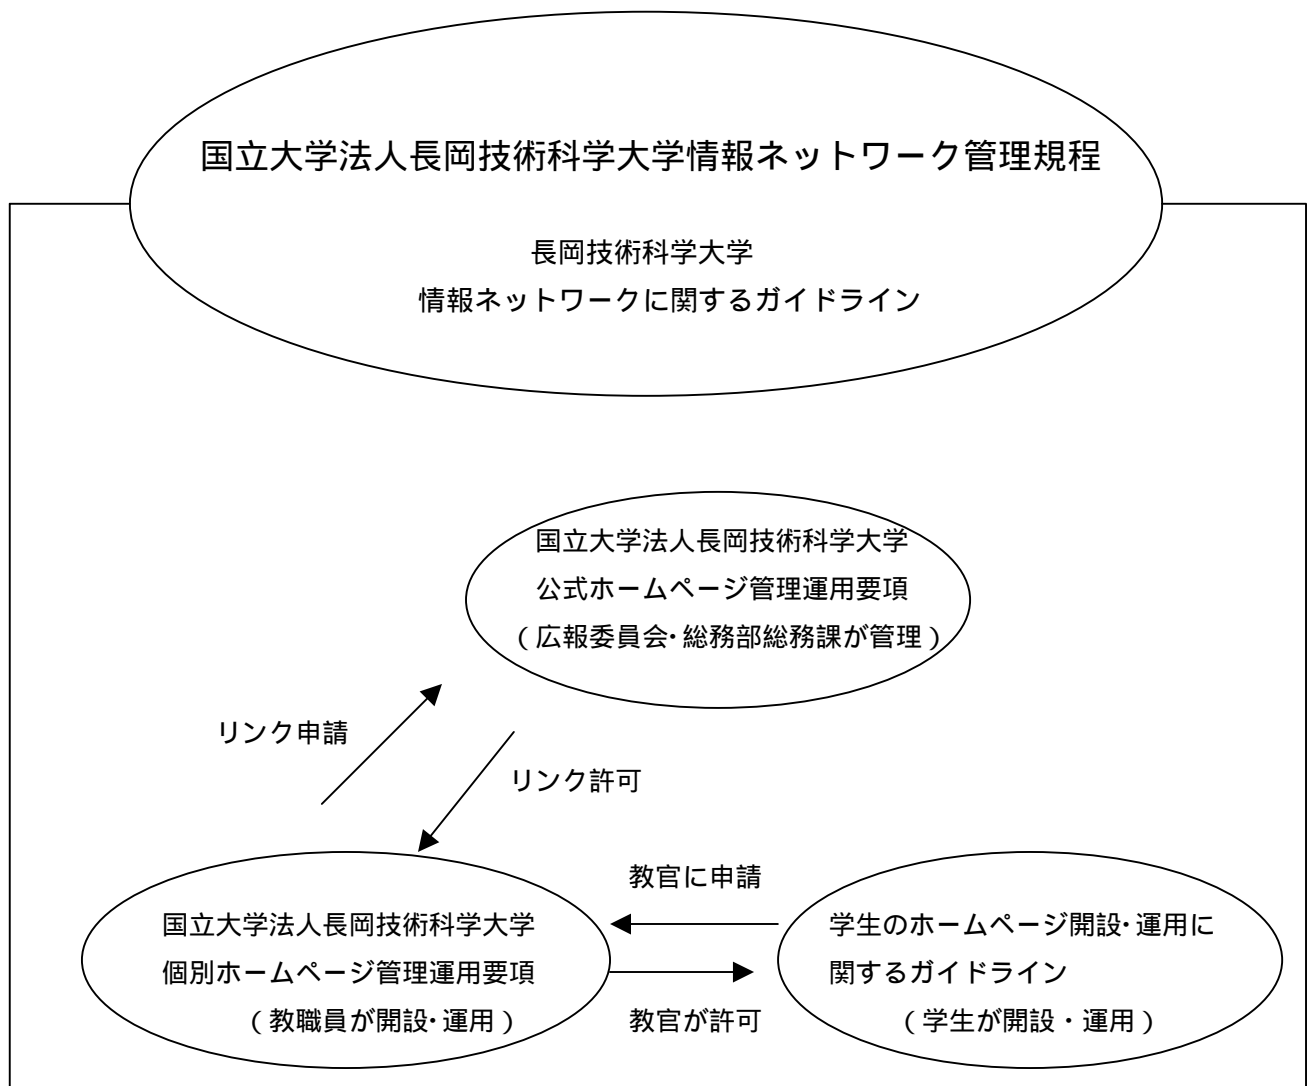 国立大学法人長岡技術科学大学情報ネットワーク管理規程
長岡技術科学大学
情報ネットワークに関するガイドライン
国立大学法人長岡技術科学大学
公式ホームページ管理運用要項
(広報委員会・総務部総務課が管理)
リンク申請
リンク許可
教官に申請
国立大学法人長岡技術科学大学
個別ホームページ管理運用要項
(教職員が開設・運用)
学生のホームページ開設・運用に
関するガイドライン
(学生が開設・運用)
教官が許可